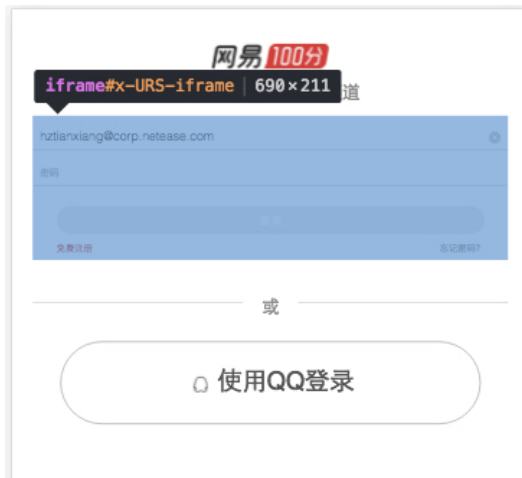 网易100分
iframe#x-URS-iframe | 690×211
道
hztianxiang@corp.netease.com
密码
免费注册
忘记密码?
或
使用QQ登录